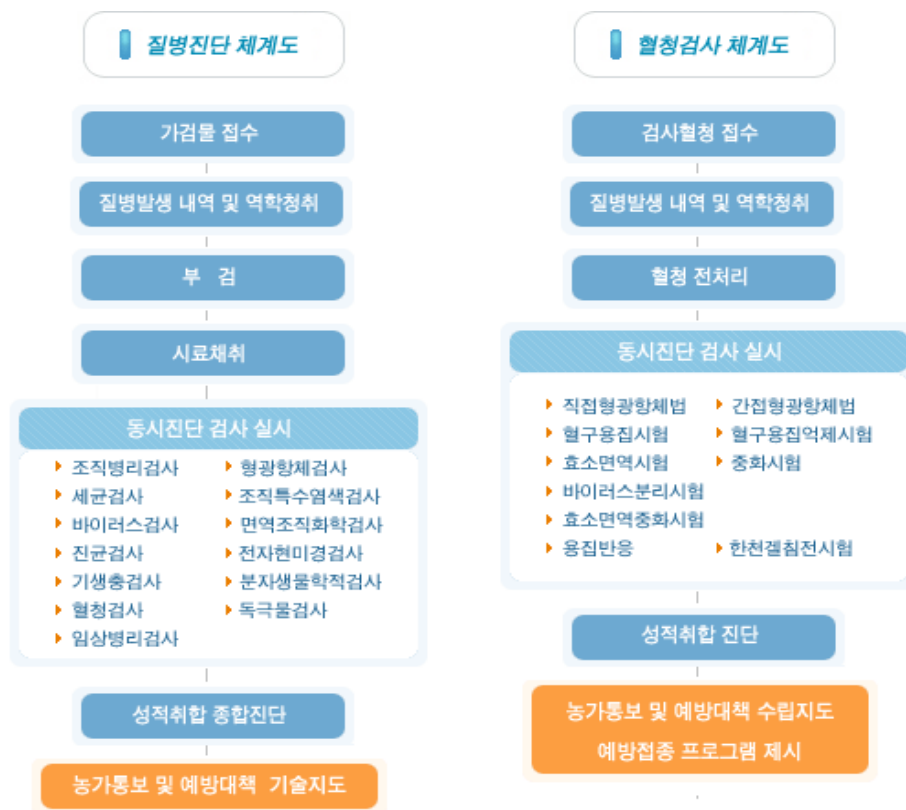 질병진단 체계도
가검물 접수
질병발생 내역 및 역학청취
부 검
시료채취
동시진단 검사 실시
조직병리검사 형광항체검사
세균검사 조직특수염색검사
바이러스검사 면역조직화학검사
진균검사 전자현미경검사
기생충검사 분자생물학적검사
혈청검사 독극물검사
임상병리검사
성적취합 종합진단
농가통보 및 예방대책 기술지도
혈청검사 체계도
검사혈청 접수
질병발생 내역 및 역학청취
혈청 전처리
동시진단 검사 실시
직접형광항체법 간접형광항체법
혈구용집시험 혈구용집억제시험
효소면역시험 중화시험
바이러스분리시험
효소면역중화시험
용집반응 한천겔침전시험
성적취합 진단
농가통보 및 예방대책 수립지도
예방접종 프로그램 제시